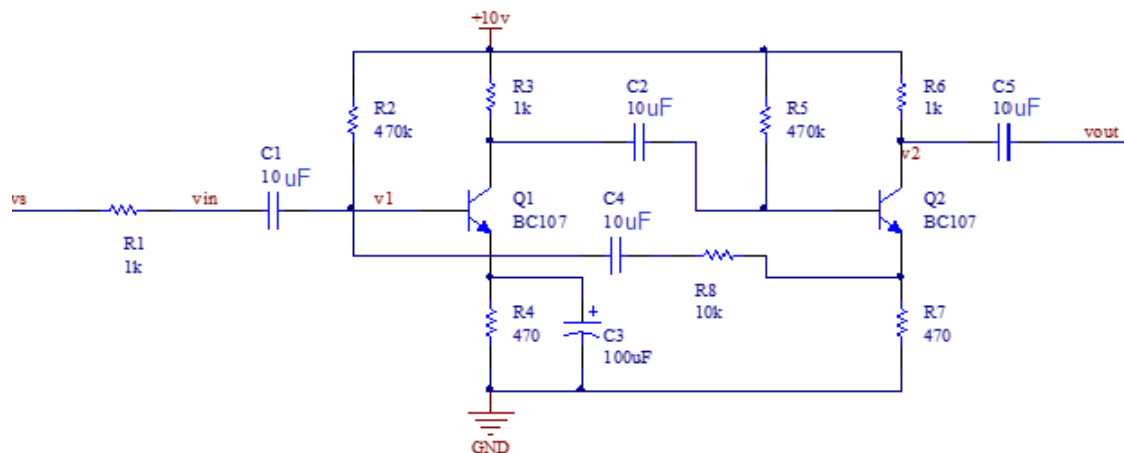 +10v
R3
1k
C2
10uF
R6
1k
C5
10uF
R2
470k
R5
470k
vout
v2
C1
10uF
vs
vin
v1
Q1
BC107
C4
10uF
Q2
BC107
R1
1k
R8
10k
R4
470
+
C3
100uF
R7
470
GND